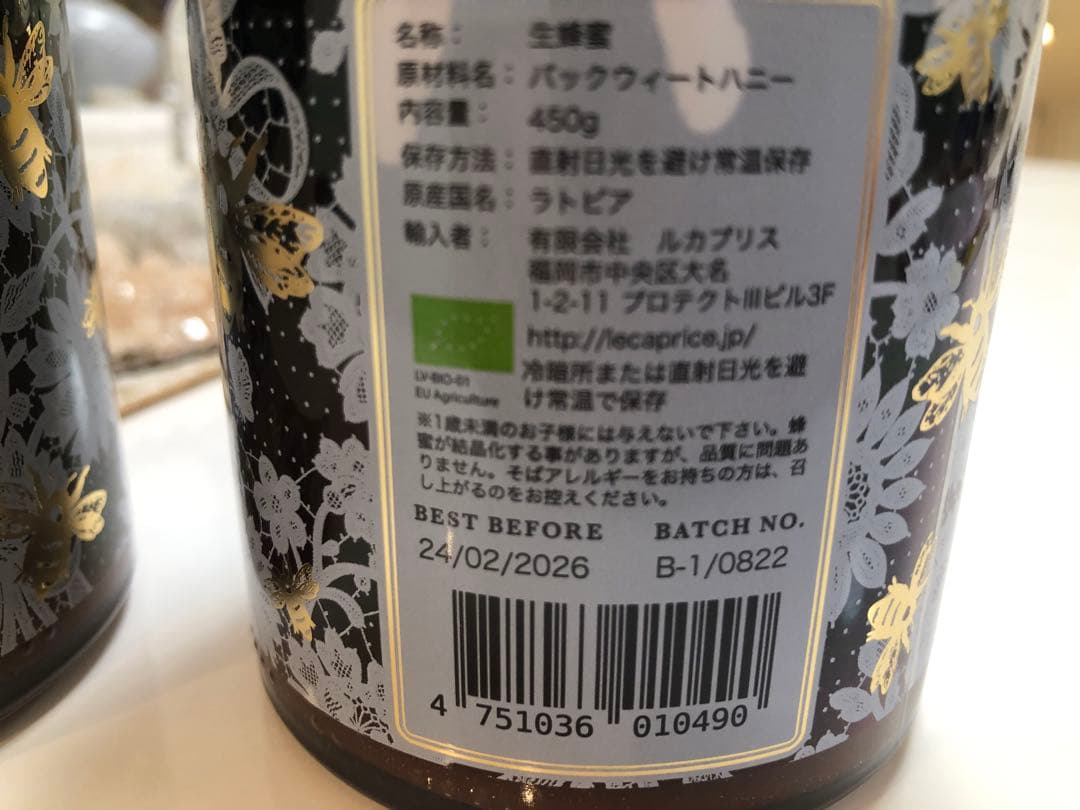 名称： 生蜂蜜
原材料名： バックウィートハニー
内容量： 450g
保存方法： 直射日光を避け常温保存
原産国名： ラトビア
輸入者： 有限会社 ルカプリス
福岡市中央区大名
1-2-11 プロテクトⅢビル3F
http://lecaprice.jp/
冷暗所または直射日光を避
け常温で保存
LV-BIO-01
EU Agriculture
※1歳未満のお子様には与えないで下さい。蜂
蜜が結晶化する事がありますが、品質に問題あ
りません。そばアレルギーをお持ちの方は、召
し上がるのをお控えください。
BEST BEFORE BATCH NO.
24/02/2026 B-1/0822
4 751036 010490